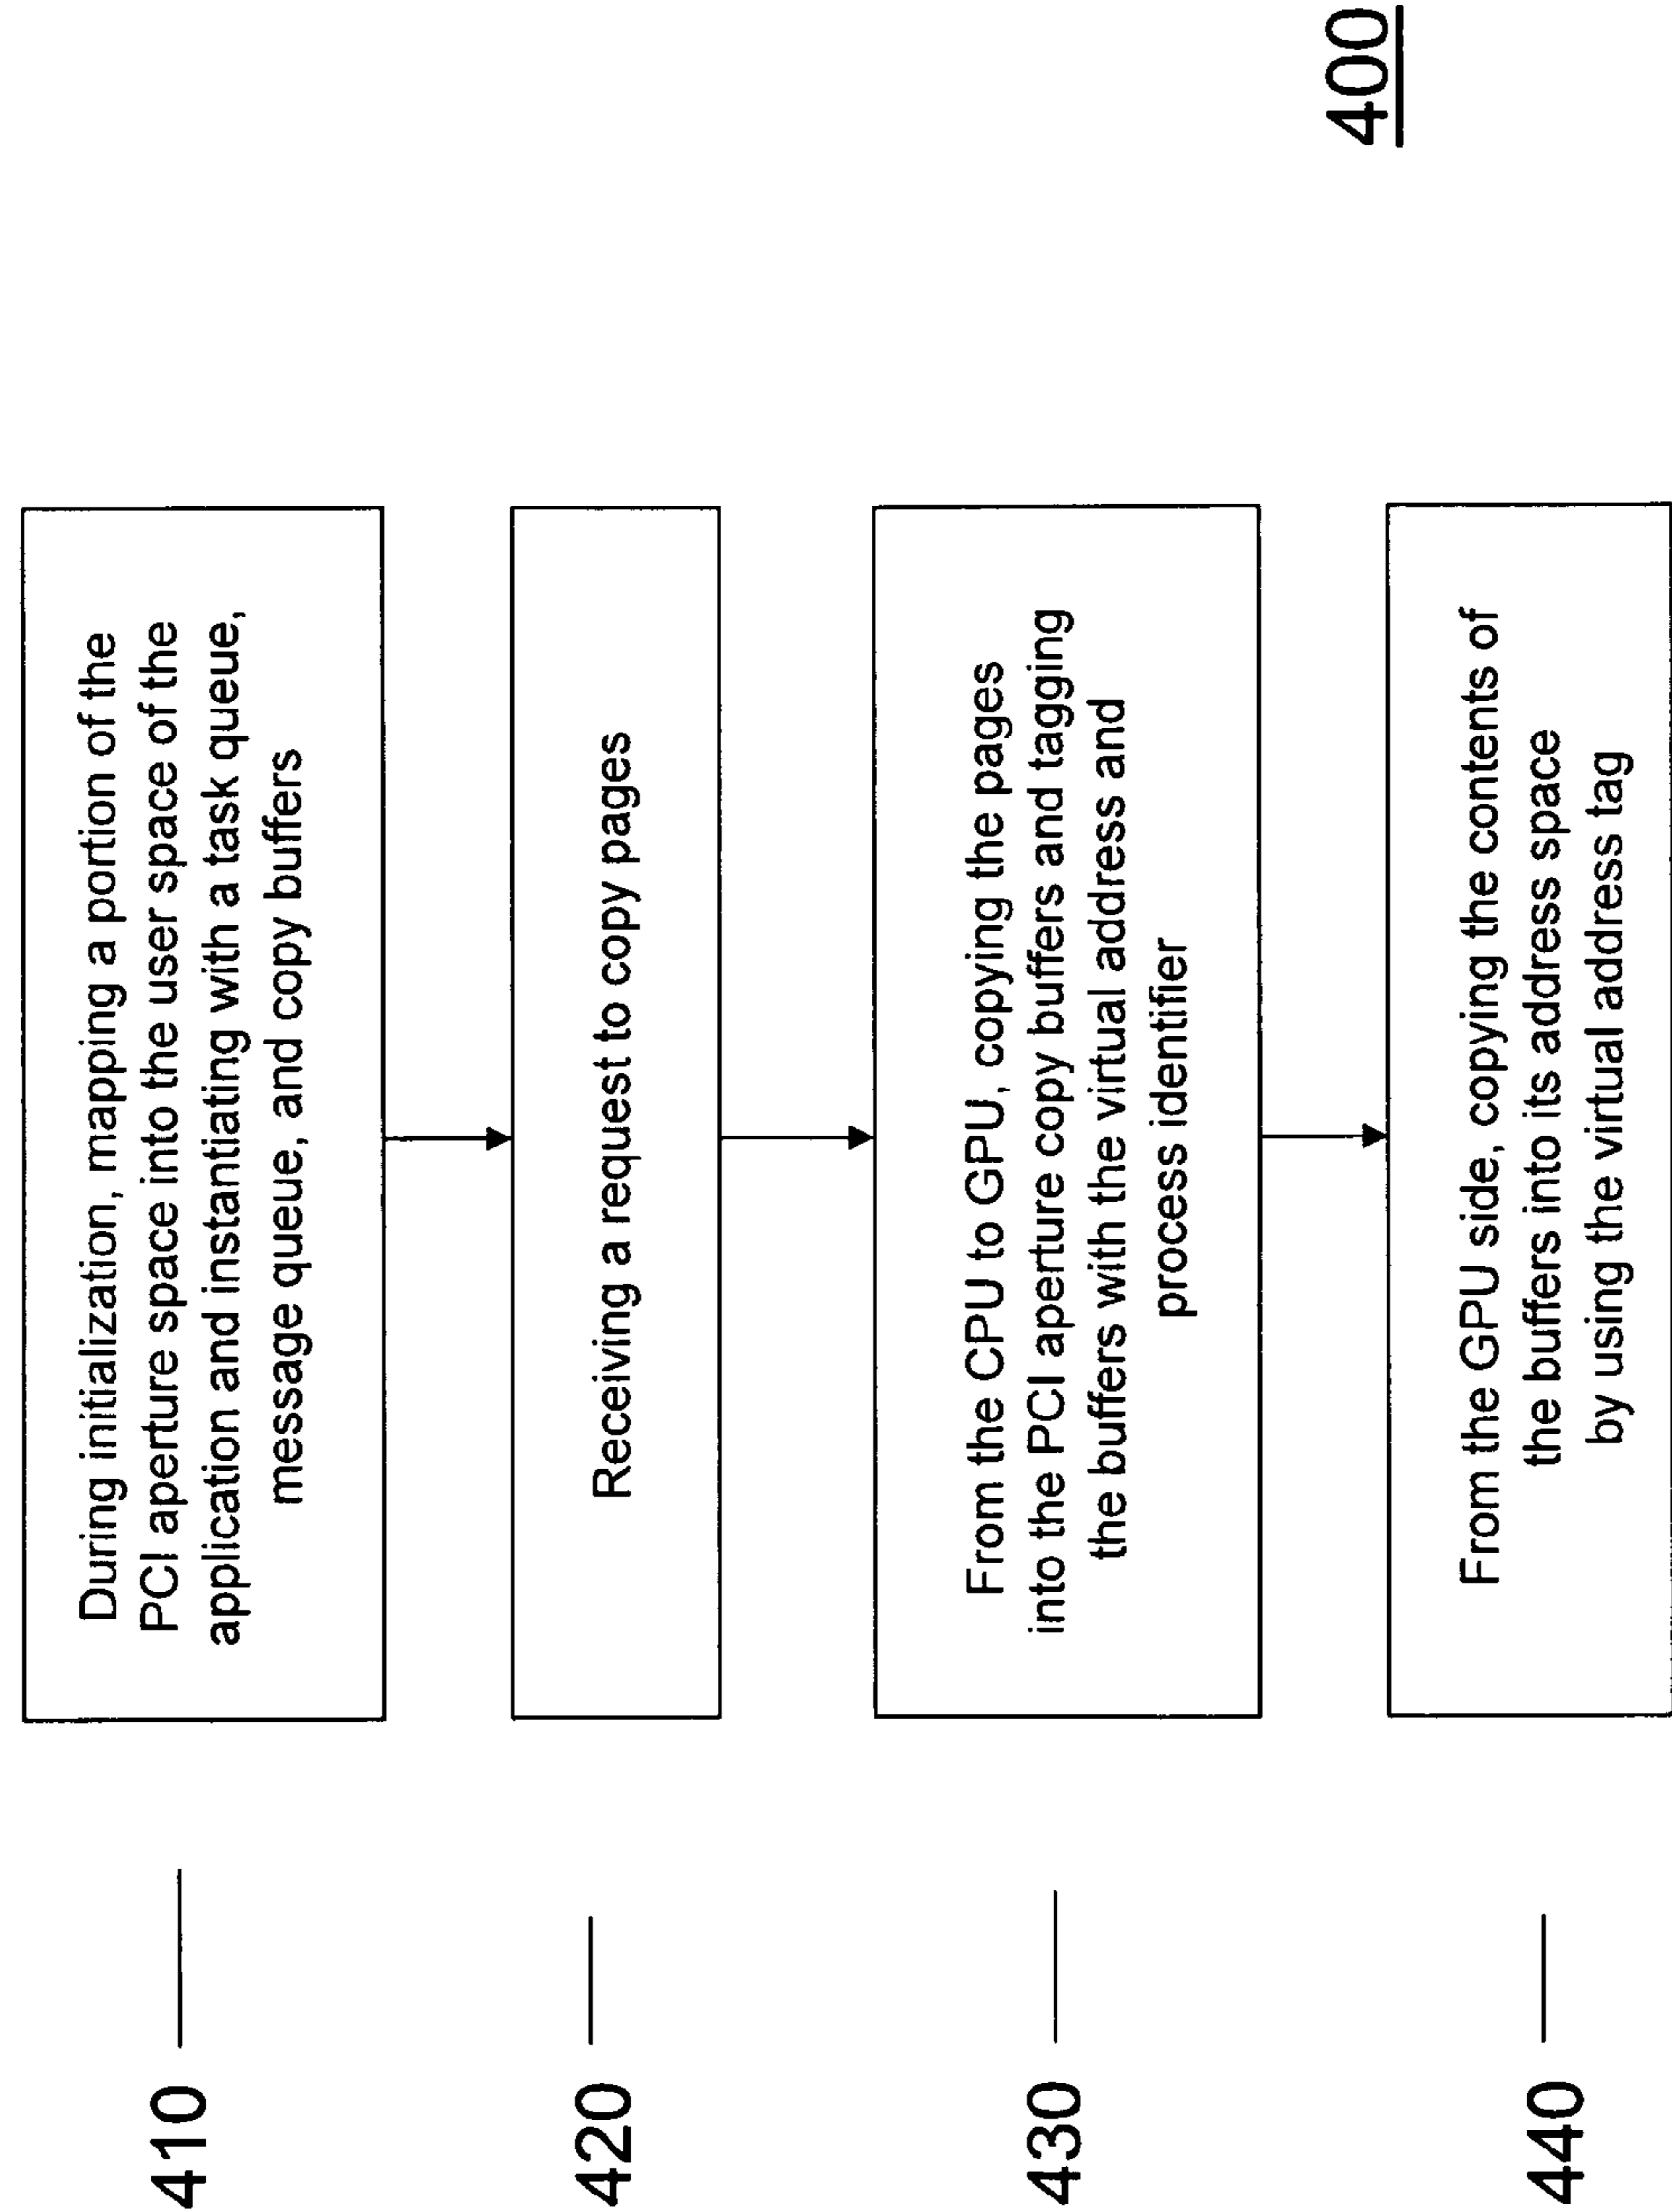 410
During initialization, mapping a portion of the
PCI aperture space into the user space of the
application and instantiating with a task queue,
message queue, and copy buffers
420
Receiving a request to copy pages
430
From the CPU to GPU, copying the pages
into the PCI aperture copy buffers and tagging
the buffers with the virtual address and
process identifier
440
From the GPU side, copying the contents of
the buffers into its address space
by using the virtual address tag
400